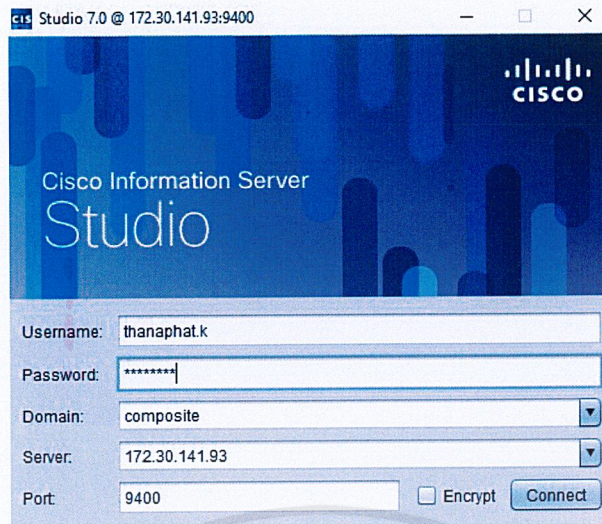 CIS Studio 7.0 @ 172.30.141.93:9400
CISCO
Cisco Information Server
Studio
Username: thanaphat.k
Password: ********
Domain: composite
Server: 172.30.141.93
Port: 9400 Encrypt Connect